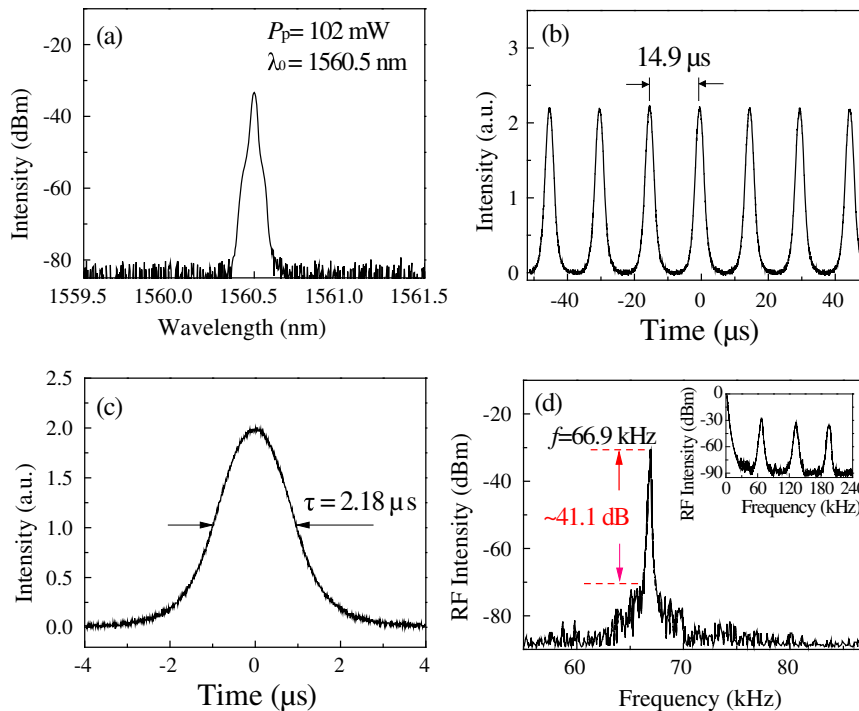 (a)
Pp= 102 mW
λ0 = 1560.5 nm
-20
-40
-60
-80
Intensity (dBm)
1559.5 1560.0 1560.5 1561.0 1561.5
Wavelength (nm)
(b)
14.9 µs
3
2
1
0
Intensity (a.u.)
-40 -20 0 20 40
Time (µs)
(c)
2.5
2.0
1.5
1.0
0.5
0.0
τ = 2.18 µs
Intensity (a.u.)
-4 -2 0 2 4
Time (µs)
(d)
f=66.9 kHz
~41.1 dB
-20
-40
-60
-80
RF Intensity (dBm)
60 70 80
Frequency (kHz)
0
-30
-60
-90
RF Intensity (dBm)
0 60 120 180 240
Frequency (kHz)